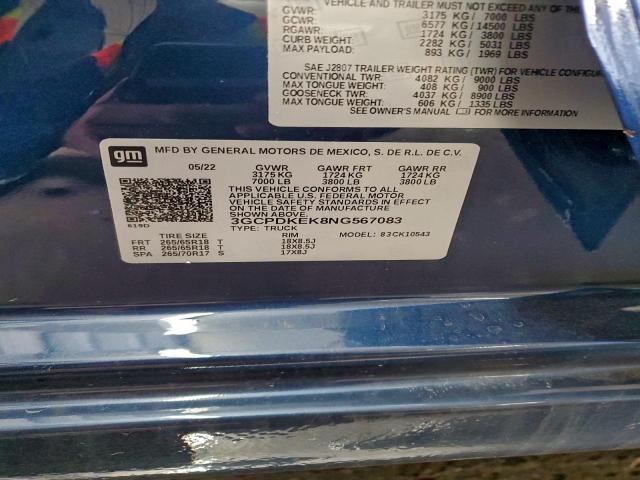 VEHICLE AND TRAILER MUST NOT EXCEED ANY OF THE
GVWR: 3175 KG / 7000 LBS
GCWR: 6577 KG / 14500 LBS
RGAWR: 1724 KG / 3800 LBS
CURB WEIGHT: 2282 KG / 5031 LBS
MAX PAYLOAD: 893 KG / 1969 LBS
SAE J2807 TRAILER WEIGHT RATING (TWR) FOR VEHICLE CONFIGUR
CONVENTIONAL TWR: 4082 KG / 9000 LBS
MAX TONGUE WEIGHT: 408 KG / 900 LBS
GOOSENECK TWR: 4037 KG / 8900 LBS
MAX TONGUE WEIGHT: 606 KG / 1335 LBS
SEE OWNER'S MANUAL FOR MORE INFORMATION
gm MFD BY GENERAL MOTORS DE MEXICO, S. DE R.L. DE C.V.
05/22 GVWR GAWR FRT GAWR RR
3175 KG 1724 KG 1724 KG
7000 LB 3800 LB 3800 LB
THIS VEHICLE CONFORMS TO ALL
APPLICABLE U.S. FEDERAL MOTOR
VEHICLE SAFETY STANDARDS IN EFFECT
ON THE DATE OF MANUFACTURE SHOWN ABOVE.
3GCPDKEK8NG567083
619D TYPE: TRUCK
TIRE SIZE RIM MODEL: 83CK10543
FRT 265/65R18 T 18X8.5J
RR 265/65R18 T 18X8.5J
SPA 265/70R17 S 17X8J